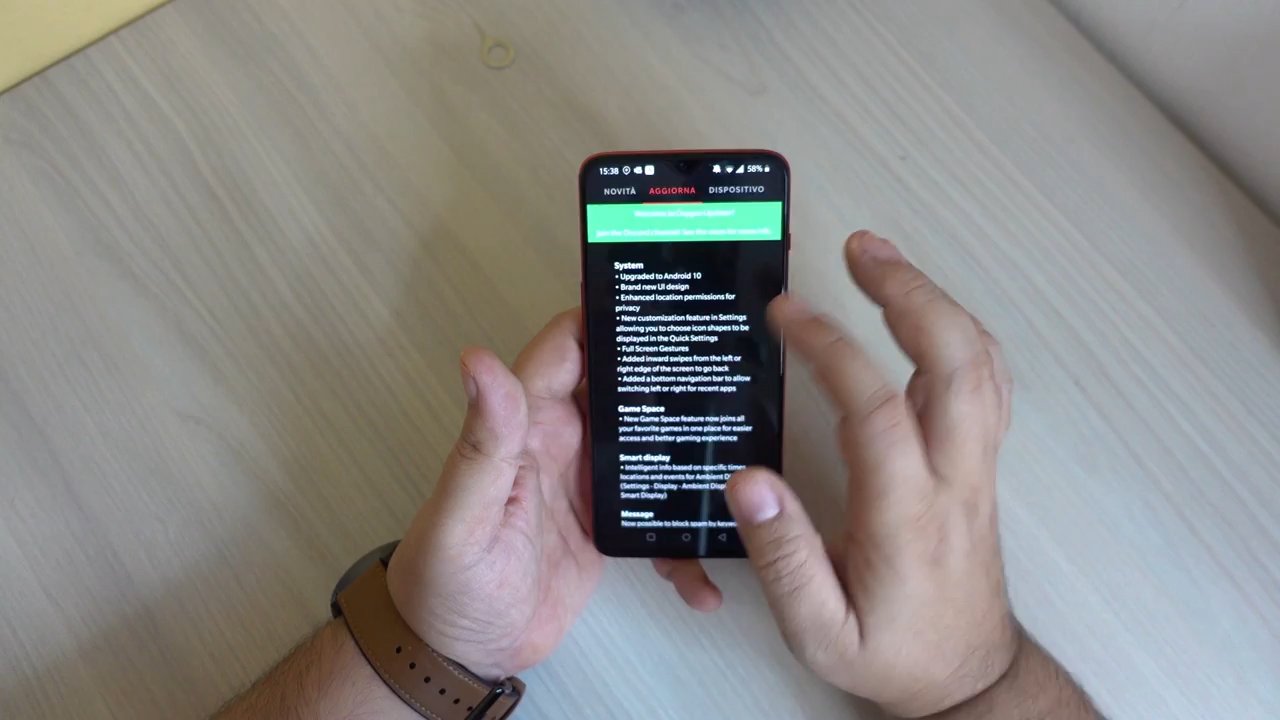 15:38 58%
NOVITÀ AGGIORNA DISPOSITIVO
Join the Discord channel! See the
System
• Upgraded to Android 10
• Brand new UI design
• Enhanced location permissions for
privacy
• New customization feature in Settings
allowing you to choose icon shapes to be
displayed in the Quick Settings
• Full Screen Gestures
• Added inward swipes from the left or
right edge of the screen to go back
• Added a bottom navigation bar to allow
switching left or right for recent apps
Game Space
• New Game Space feature now joins all
your favorite games in one place for easier
access and better gaming experience
Smart display
• Intelligent info based on specific times,
locations and events for Ambient
(Settings - Display - Ambient
Smart Display)
Message
Now possible to block spam by